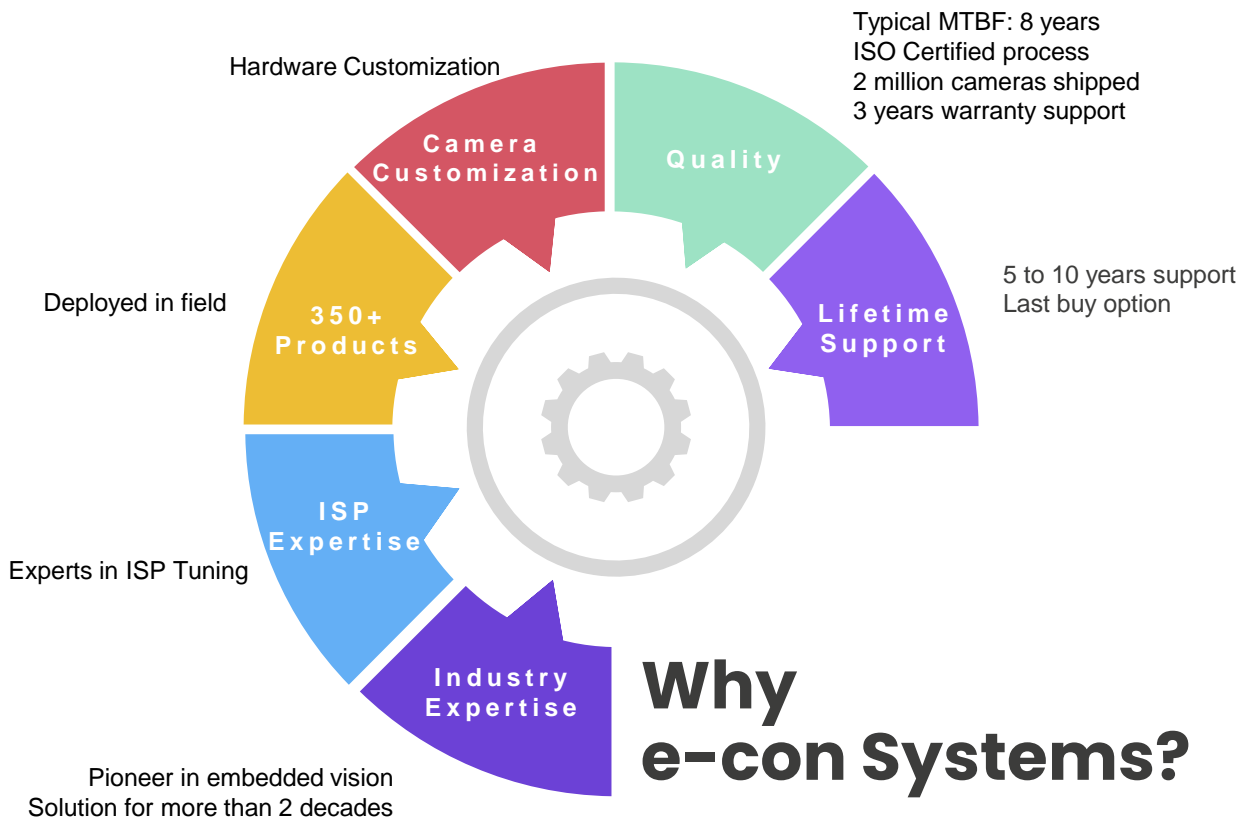 Typical MTBF: 8 years
ISO Certified process
2 million cameras shipped
3 years warranty support
Hardware Customization
Camera
Customization
Quality
5 to 10 years support
Last buy option
Lifetime
Support
Deployed in field
350+
Products
ISP
Expertise
Experts in ISP Tuning
Industry
Expertise
Pioneer in embedded vision
Solution for more than 2 decades
Why
e-con Systems?